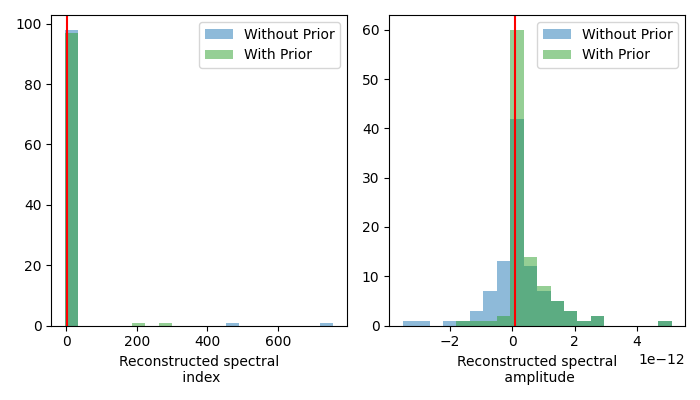 100
80
60
40
20
0
0
200
400
600
Reconstructed spectral
index
Without Prior
With Prior
60
50
40
30
20
10
0
−2
0
2
4
1e−12
Reconstructed spectral
amplitude
Without Prior
With Prior